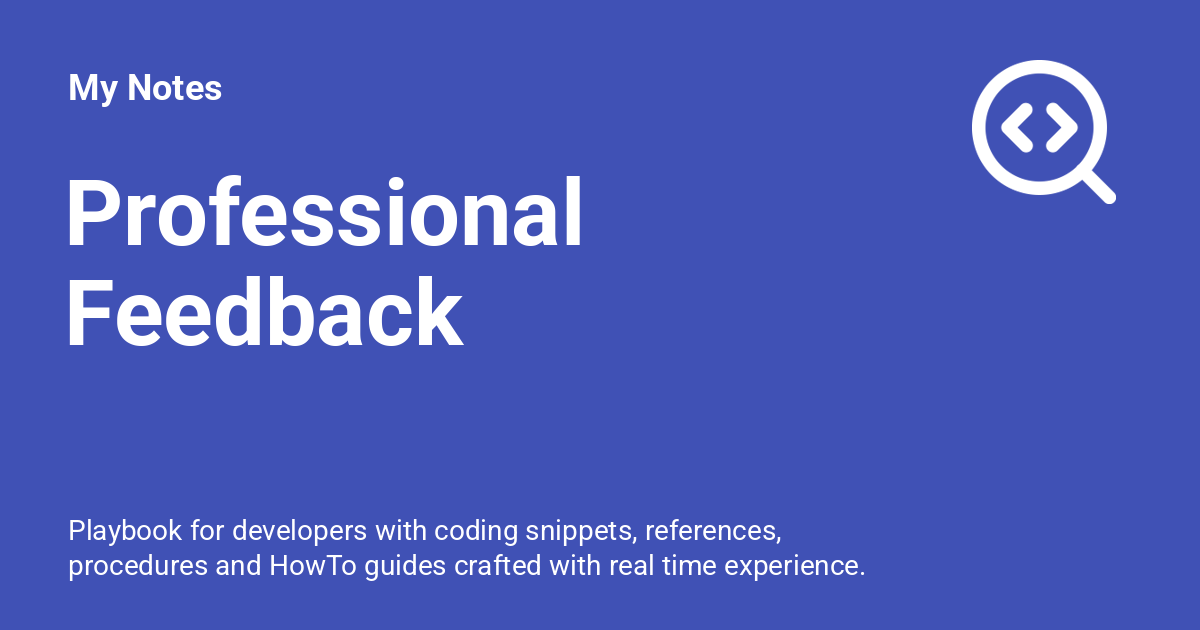 My Notes
Professional
Feedback
Playbook for developers with coding snippets, references,
procedures and HowTo guides crafted with real time experience.